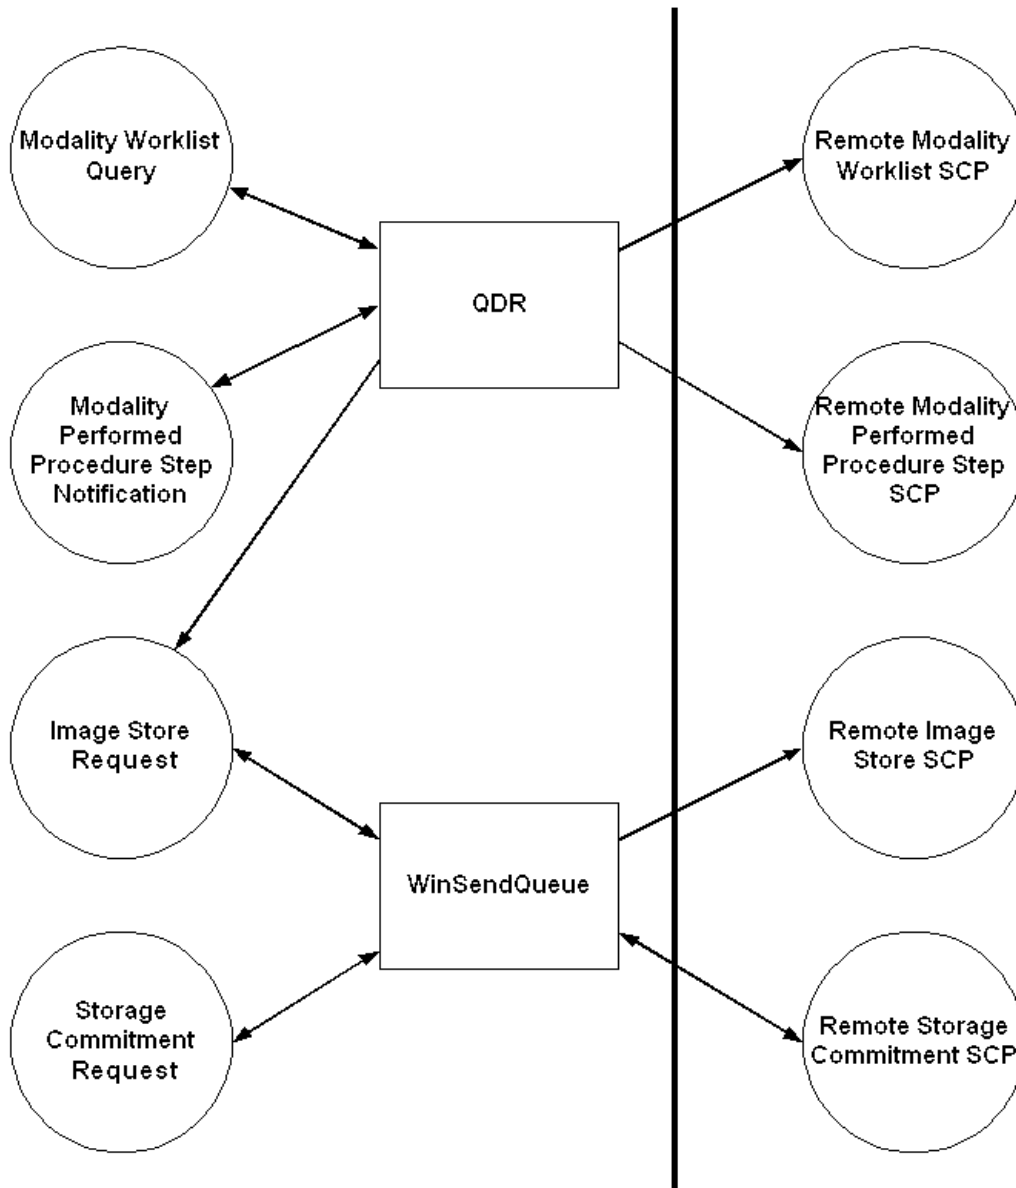 Modality Worklist
Query
Remote Modality
Worklist SCP
QDR
Modality
Performed
Procedure Step
Notification
Remote Modality
Performed
Procedure Step
SCP
Image Store
Request
Remote Image
Store SCP
WinSendQueue
Storage
Commitment
Request
Remote Storage
Commitment SCP